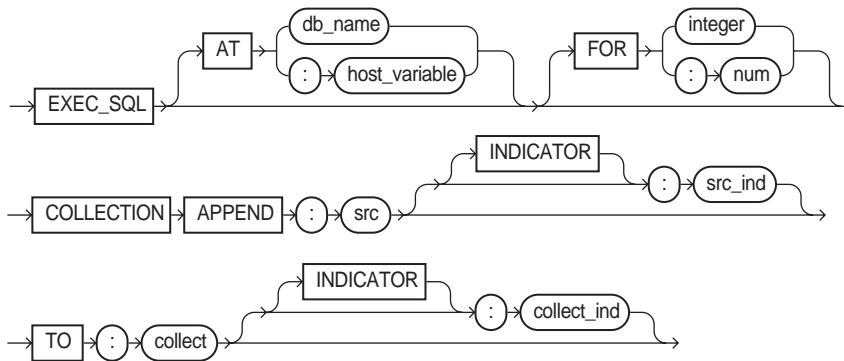 AT db_name FOR integer
: host_variable : num
EXEC_SQL
INDICATOR
COLLECTION APPEND : src : src_ind
INDICATOR
TO : collect : collect_ind